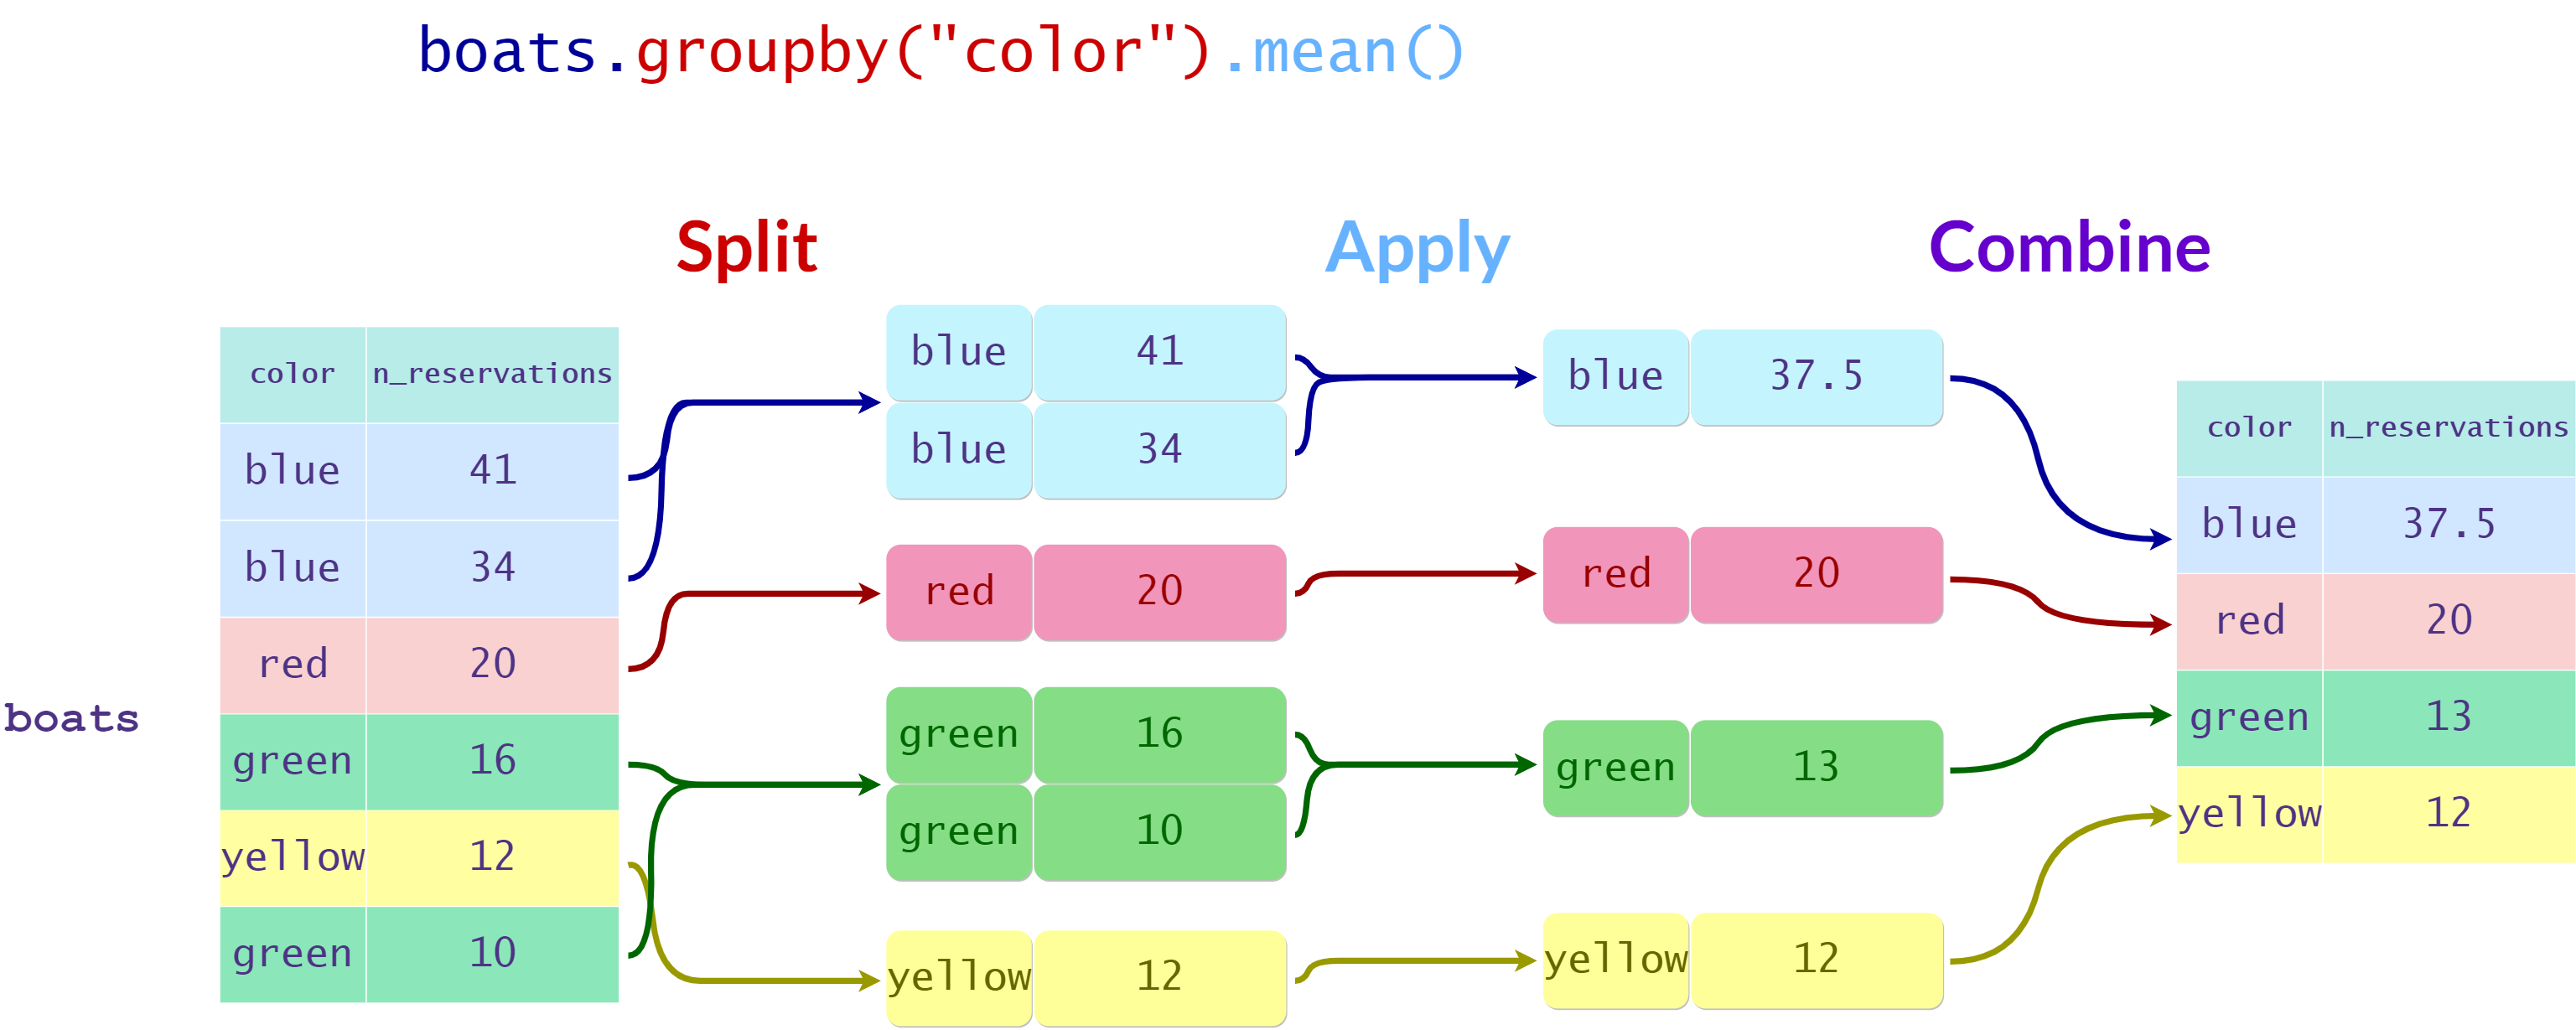 boats.groupby("color").mean()
Split
Apply
Combine
boats
color n_reservations
blue 41
blue 34
red 20
green 16
yellow 12
green 10
blue 41
blue 34
red 20
green 16
green 10
yellow 12
blue 37.5
red 20
green 13
yellow 12
color n_reservations
blue 37.5
red 20
green 13
yellow 12